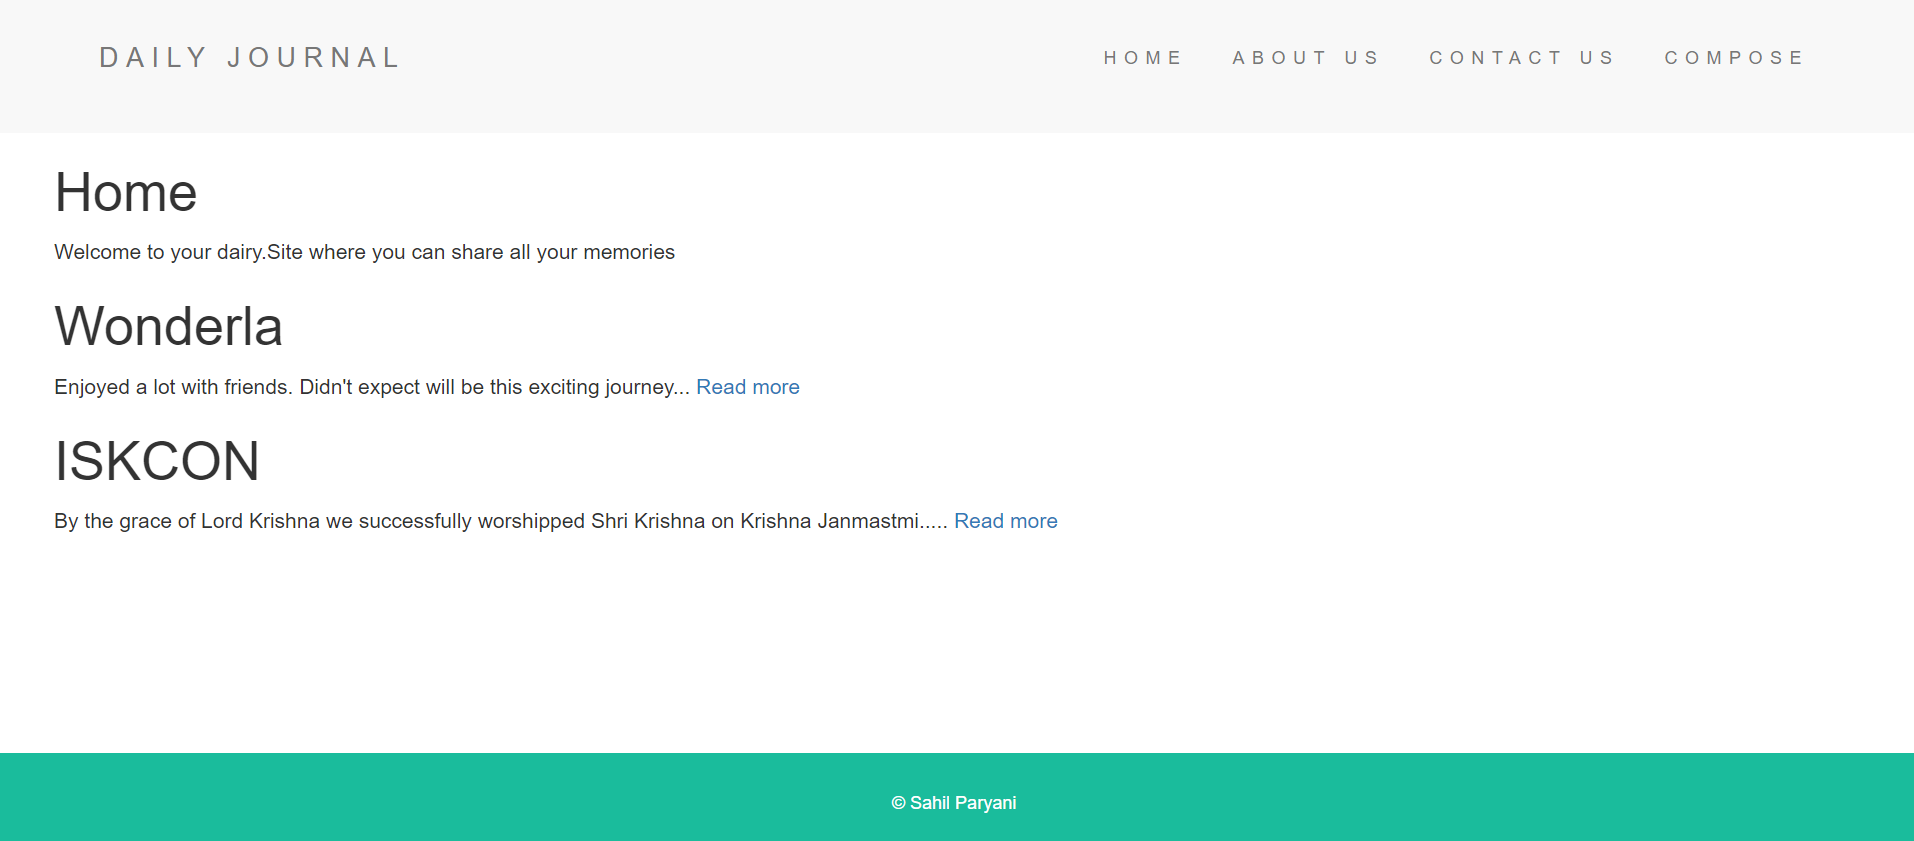 DAILY JOURNAL
HOME ABOUT US CONTACT US COMPOSE
Home
Welcome to your dairy.Site where you can share all your memories
Wonderla
Enjoyed a lot with friends. Didn't expect will be this exciting journey... Read more
ISKCON
By the grace of Lord Krishna we successfully worshipped Shri Krishna on Krishna Janmastmi..... Read more
© Sahil Paryani